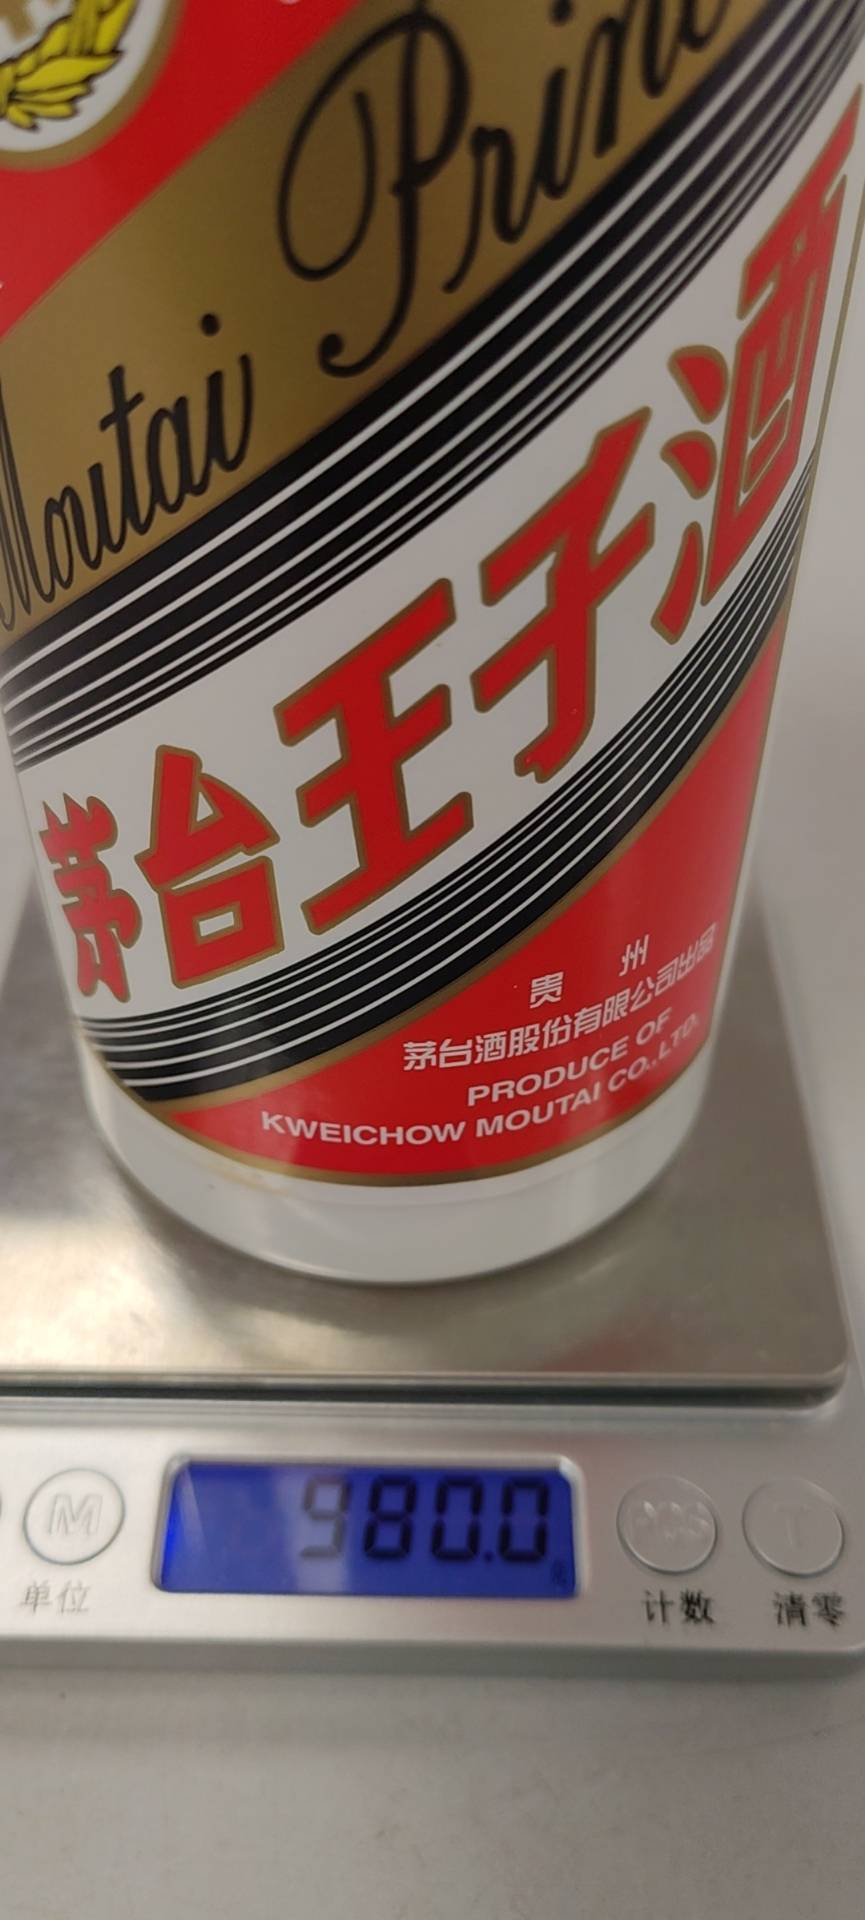 Moutai Prin
茅台王子酒
贵 州
茅台酒股份有限公司出品
PRODUCE OF
KWEICHOW MOUTAI CO.,LTD.
980.0
M
T
单位
计数
清零